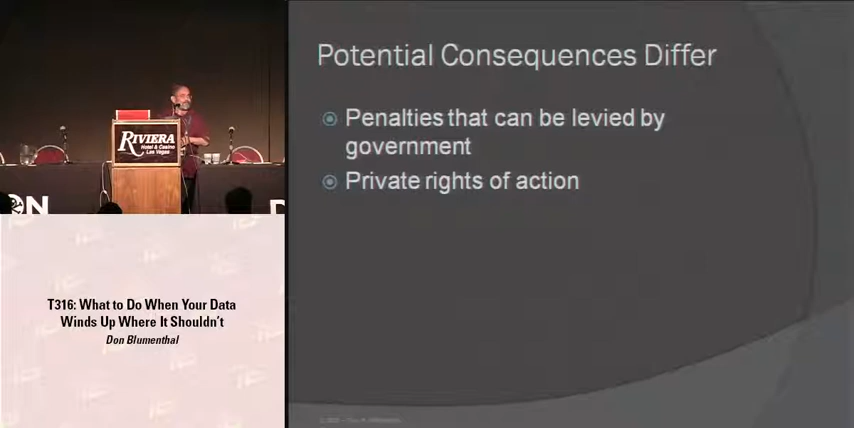 Potential Consequences Differ
Penalties that can be levied by
government
Private rights of action
RIVIERA
Hotel & Casino
Las Vegas
ON
D
T316: What to Do When Your Data
Winds Up Where It Shouldn't
Don Blumenthal